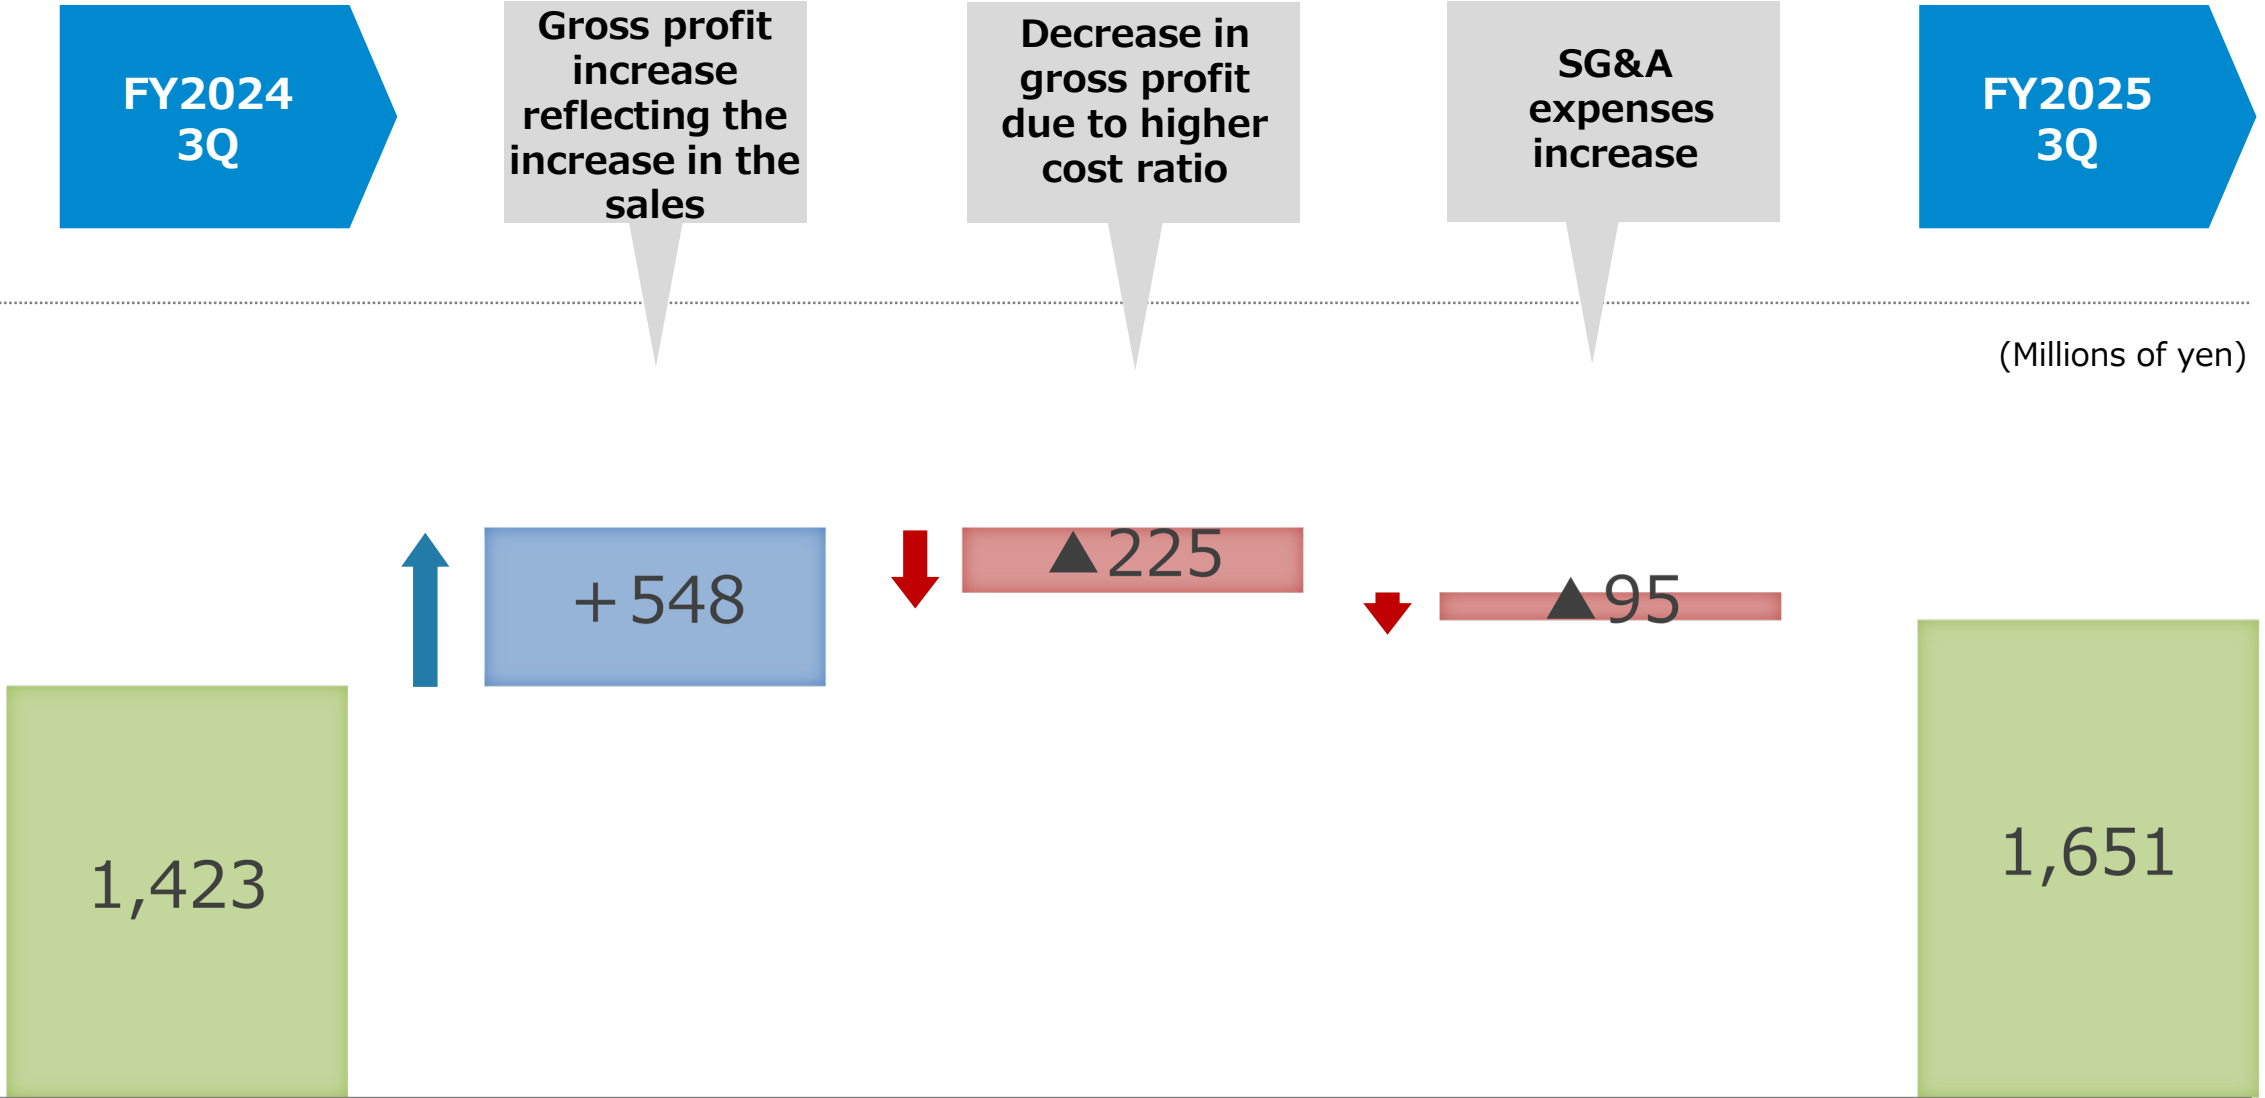 FY2024
3Q
Gross profit
increase
reflecting the
increase in the
sales
Decrease in
gross profit
due to higher
cost ratio
SG&A
expenses
increase
FY2025
3Q
(Millions of yen)
1,423
+548
▲225
▲95
1,651